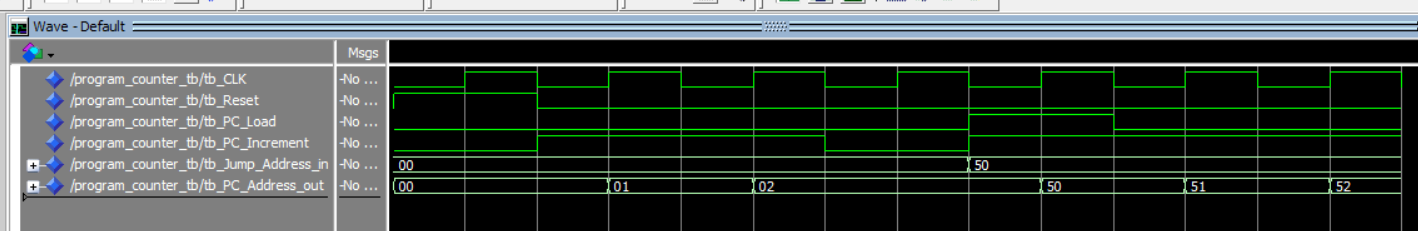 Wave - Default
Msgs
/program_counter_tb/tb_CLK -No ...
/program_counter_tb/tb_Reset -No ...
/program_counter_tb/tb_PC_Load -No ...
/program_counter_tb/tb_PC_Increment -No ...
/program_counter_tb/tb_Jump_Address_in -No ... 00 50
/program_counter_tb/tb_PC_Address_out -No ... 00 01 02 50 51 52